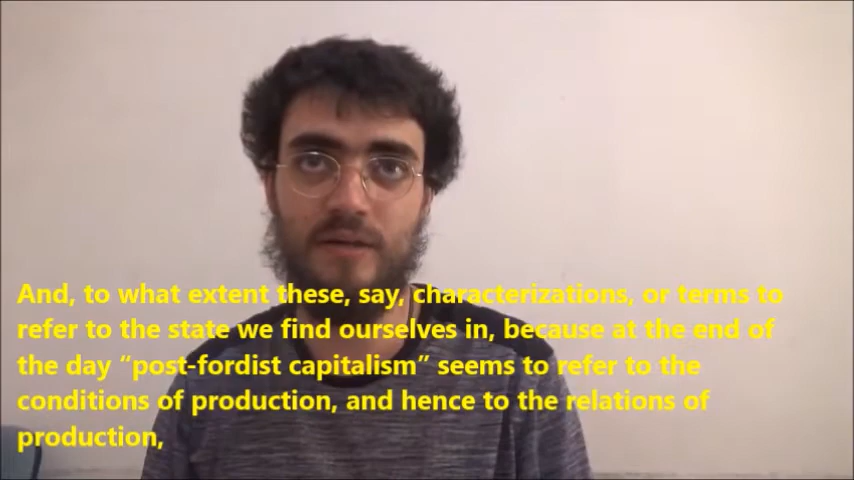 And, to what extent these, say, characterizations, or terms to
refer to the state we find ourselves in, because at the end of
the day “post-fordist capitalism” seems to refer to the
conditions of production, and hence to the relations of
production,